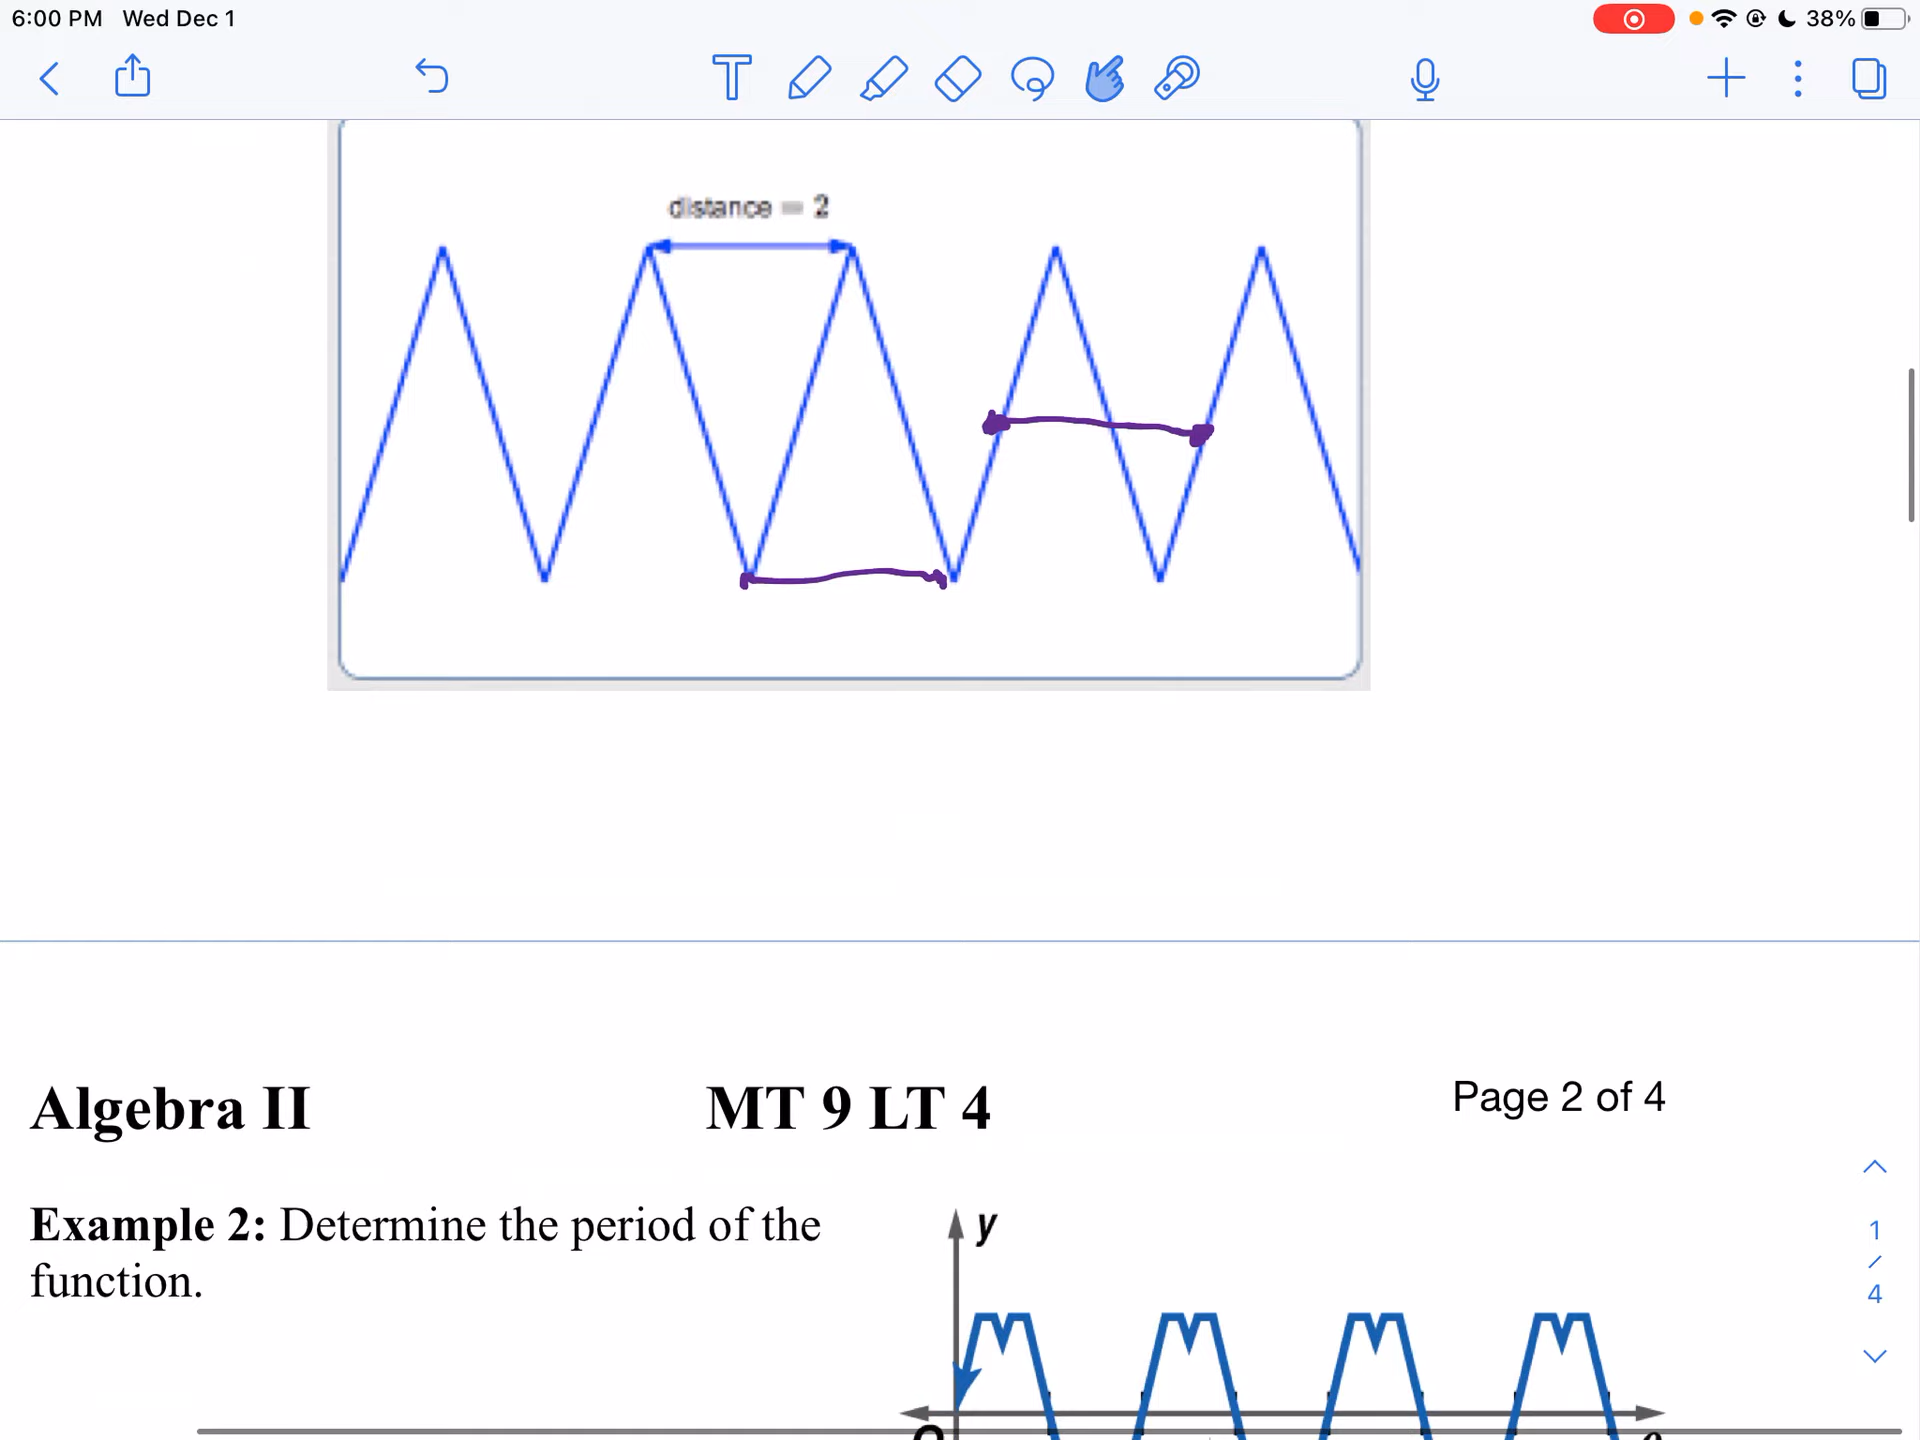 6:00 PM Wed Dec 1
38%
T
distance = 2
Algebra II
MT 9 LT 4
Page 2 of 4
Example 2: Determine the period of the
function.
y
1
/
4